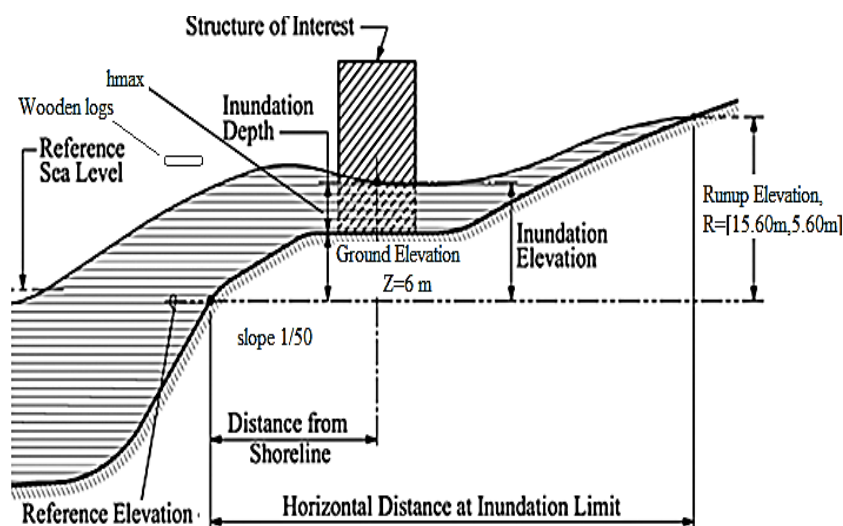 Structure of Interest
hmax
Wooden logs
Inundation
Depth
Reference
Sea Level
Runup Elevation,
R=[15.60m,5.60m]
Ground Elevation
Z=6 m
Inundation
Elevation
slope 1/50
Distance from
Shoreline
Reference Elevation
Horizontal Distance at Inundation Limit